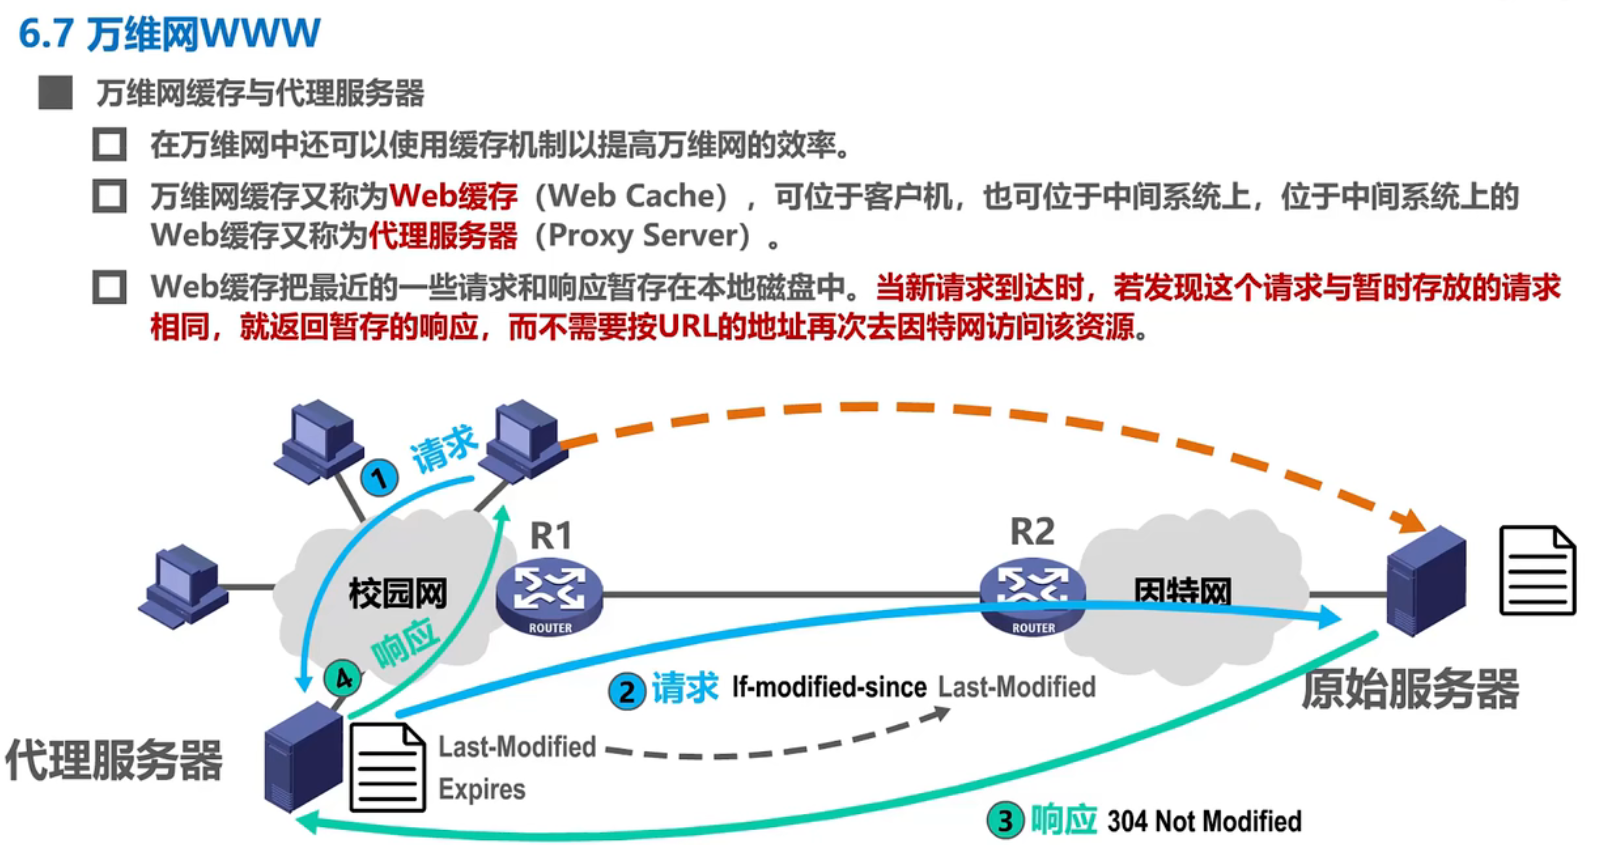 6.7 万维网WWW
万维网缓存与代理服务器
在万维网中还可以使用缓存机制以提高万维网的效率。
万维网缓存又称为Web缓存（Web Cache），可位于客户机，也可位于中间系统上，位于中间系统上的
Web缓存又称为代理服务器（Proxy Server）。
Web缓存把最近的一些请求和响应暂存在本地磁盘中。当新请求到达时，若发现这个请求与暂时存放的请求
相同，就返回暂存的响应，而不需要按URL的地址再次去因特网访问该资源。
1 请求
R1
R2
校园网
因特网
ROUTER
ROUTER
4 响应
2 请求 If-modified-since Last-Modified
原始服务器
代理服务器
Last-Modified
Expires
3 响应 304 Not Modified